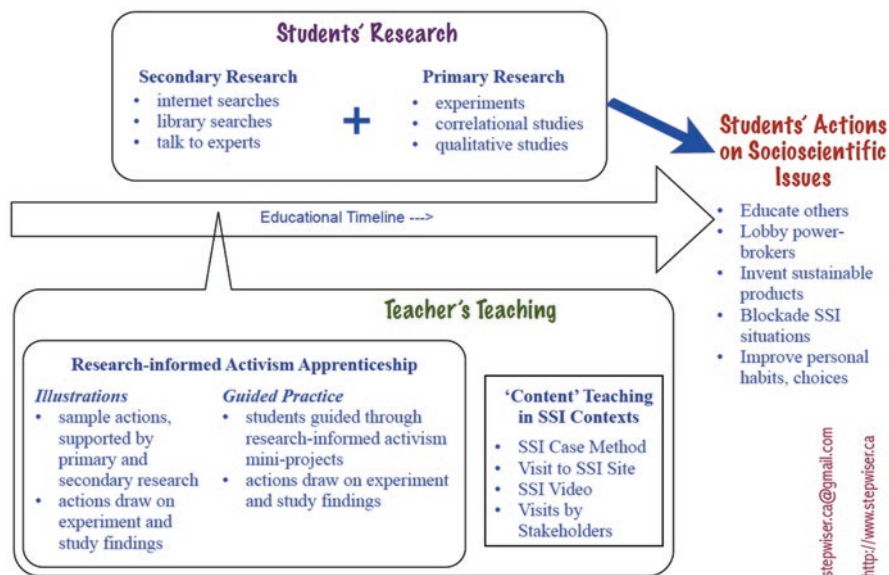 Students' Research
Secondary Research
• internet searches
• library searches
• talk to experts
+
Primary Research
• experiments
• correlational studies
• qualitative studies
Students' Actions
on Socioscientific
Issues
• Educate others
• Lobby power-
brokers
• Invent sustainable
products
• Blockade SSI
situations
• Improve personal
habits, choices
Educational Timeline --->
Teacher's Teaching
Research-informed Activism Apprenticeship
Illustrations
• sample actions,
supported by
primary and
secondary research
• actions draw on
experiment and
study findings
Guided Practice
• students guided through
research-informed activism
mini-projects
• actions draw on experiment
and study findings
'Content' Teaching
in SSI Contexts
• SSI Case Method
• Visit to SSI Site
• SSI Video
• Visits by
Stakeholders
stepwiser.ca@gmail.com
http://www.stepwiser.ca